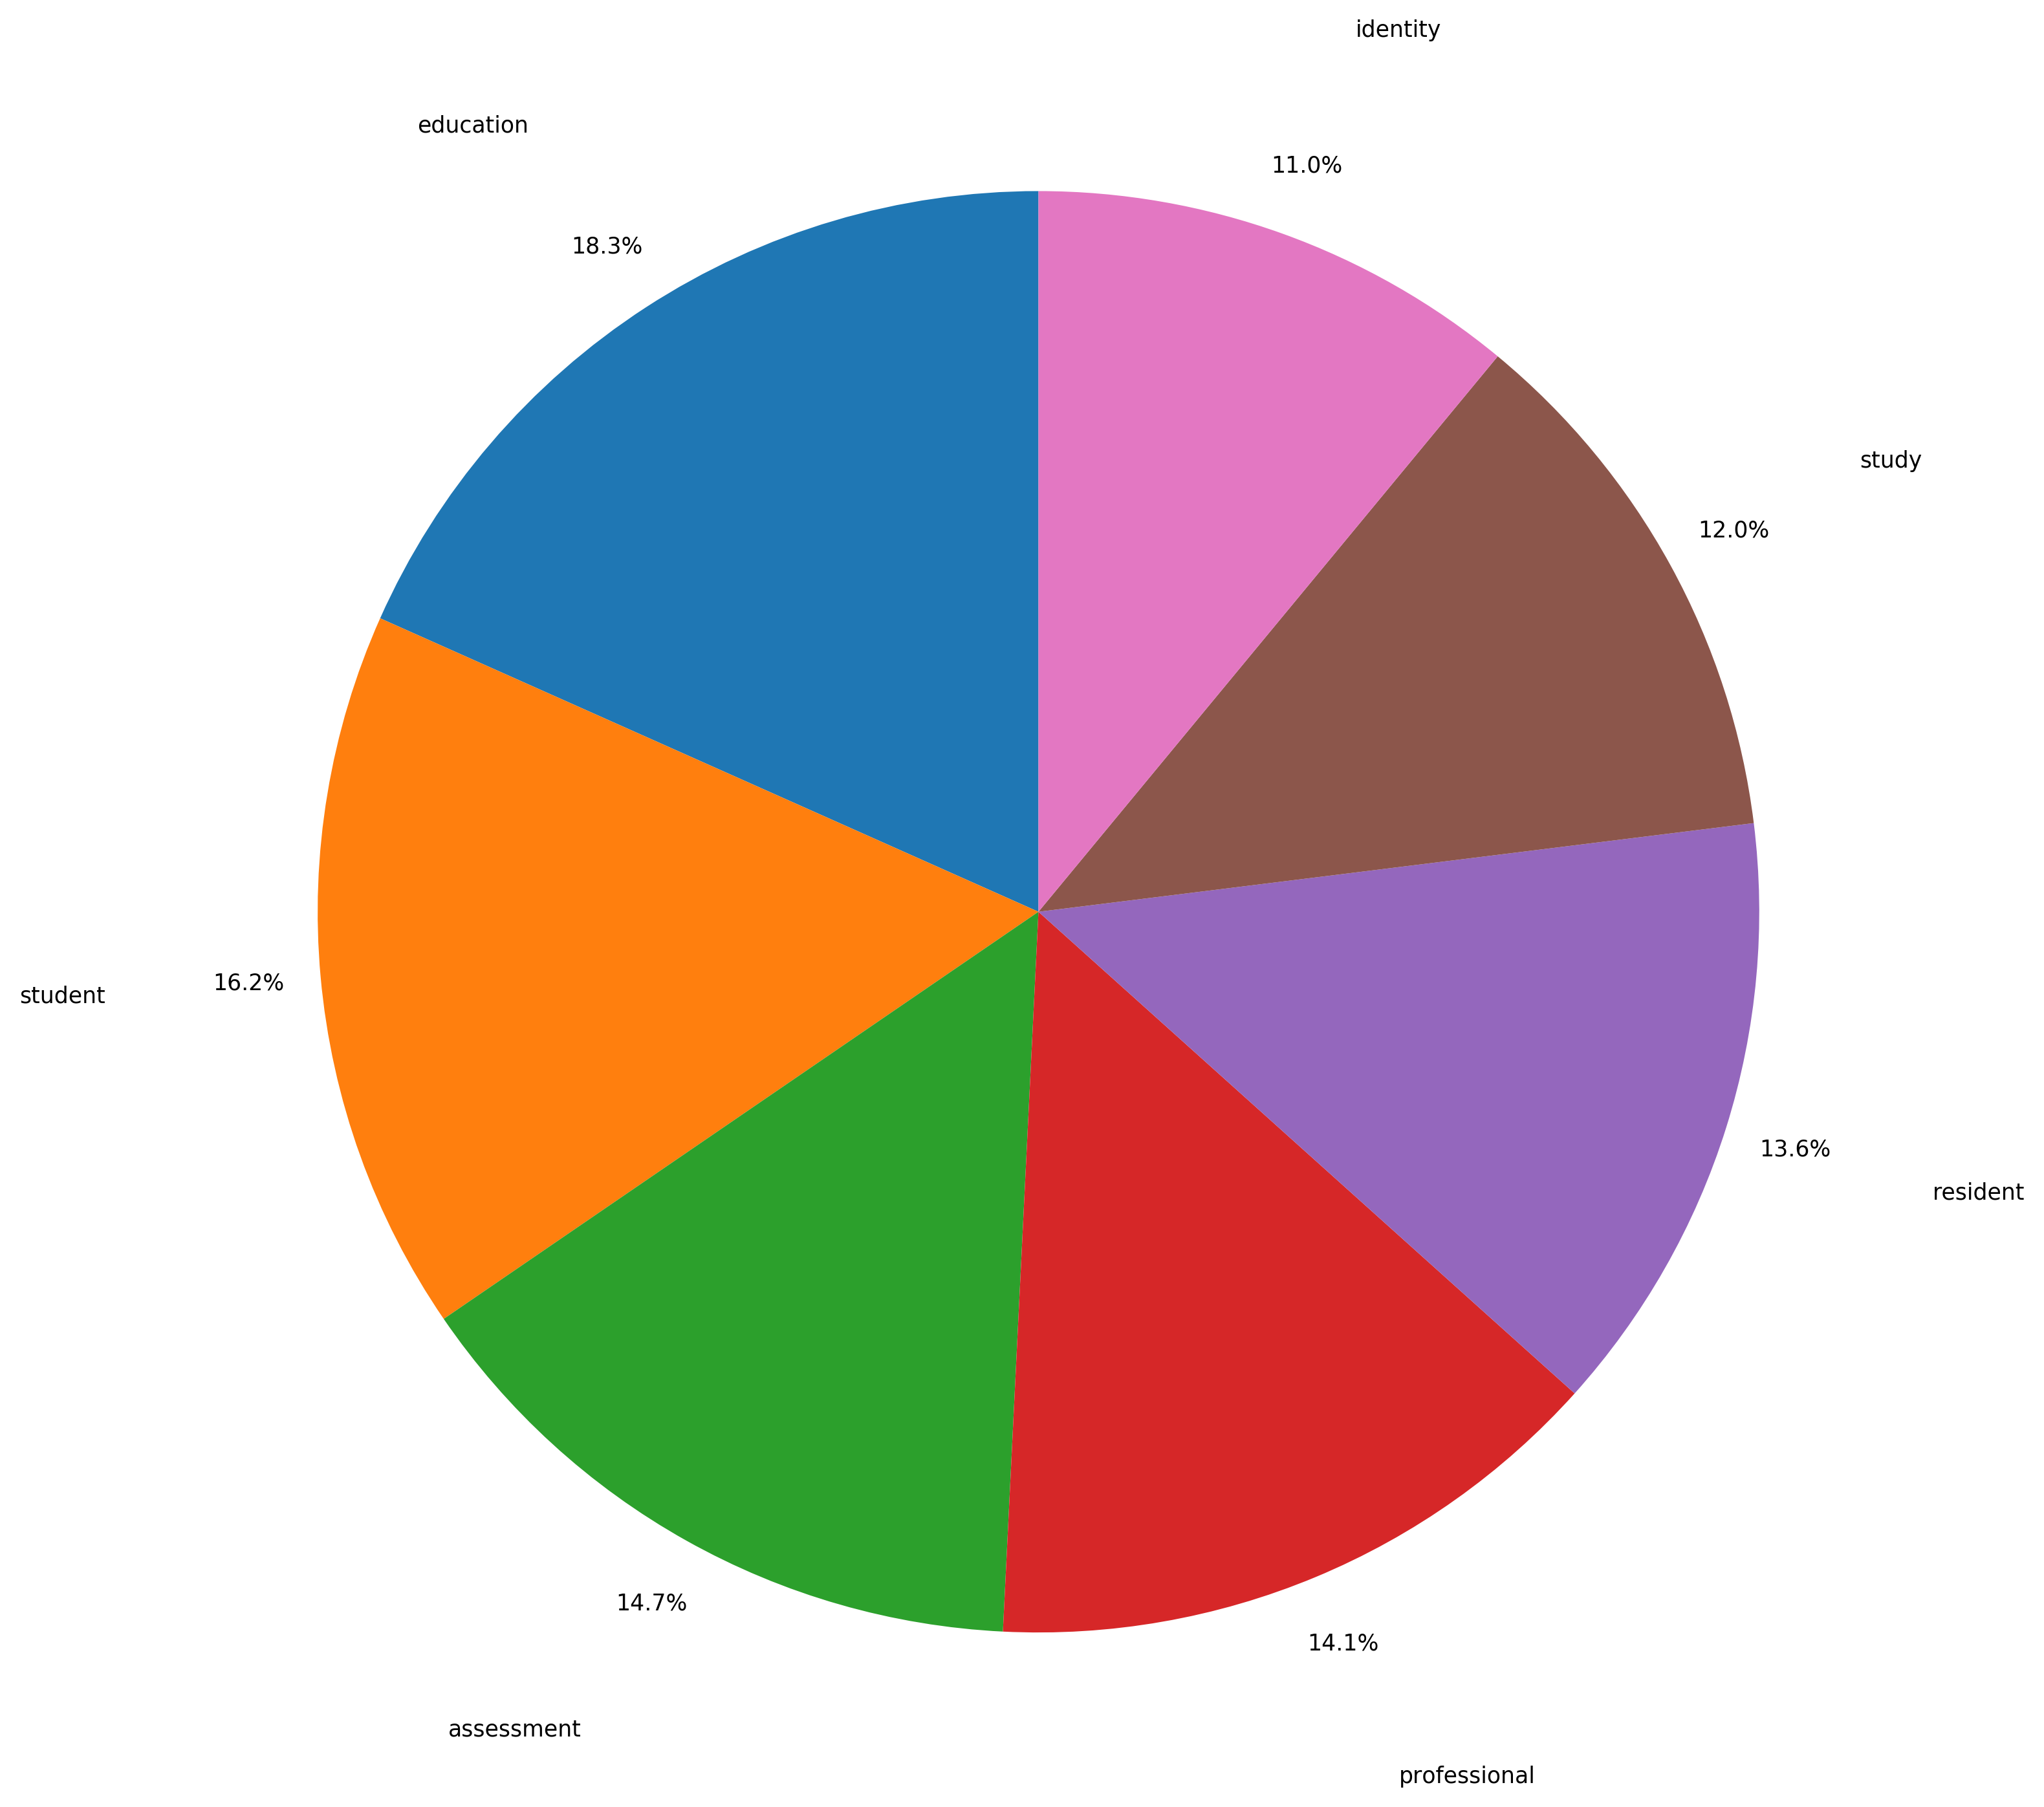 identity
education
11.0%
18.3%
study
12.0%
16.2%
student
13.6%
resident
14.7%
14.1%
assessment
professional